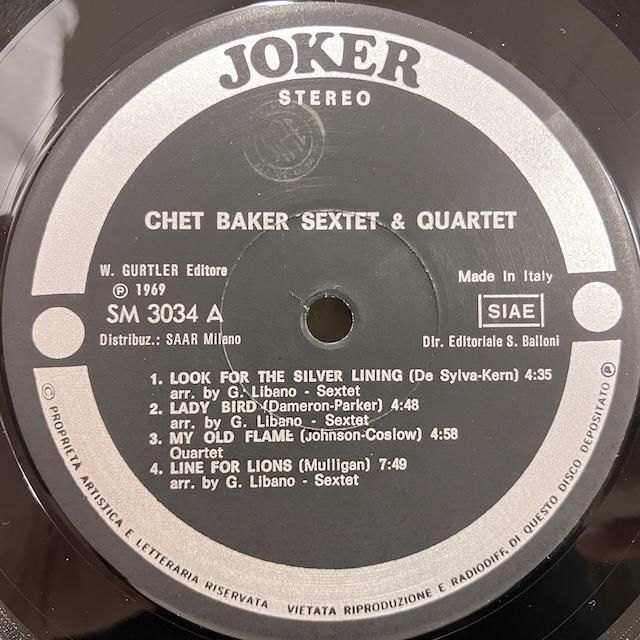 JOKER
STEREO
CHET BAKER SEXTET & QUARTET
W. GURTLER Editore
℗ 1969
SM 3034 A
Distribuz.: SAAR Milano
Made In Italy
SIAE
Dir. Editoriale S. Balloni
1. LOOK FOR THE SILVER LINING (De Sylva-Kern) 4:35
arr. by G. Libano - Sextet
2. LADY BIRD (Dameron-Parker) 4:48
arr. by G. Libano - Sextet
3. MY OLD FLAME (Johnson-Coslow) 4:58
Quartet
4. LINE FOR LIONS (Mulligan) 7:49
arr. by G. Libano - Sextet
© PROPRIETA ARTISTICA E LETTERARIA RISERVATA VIETATA RIPRODUZIONE E RADIODIFF. DI QUESTO DISCO DEPOSITATO ℗